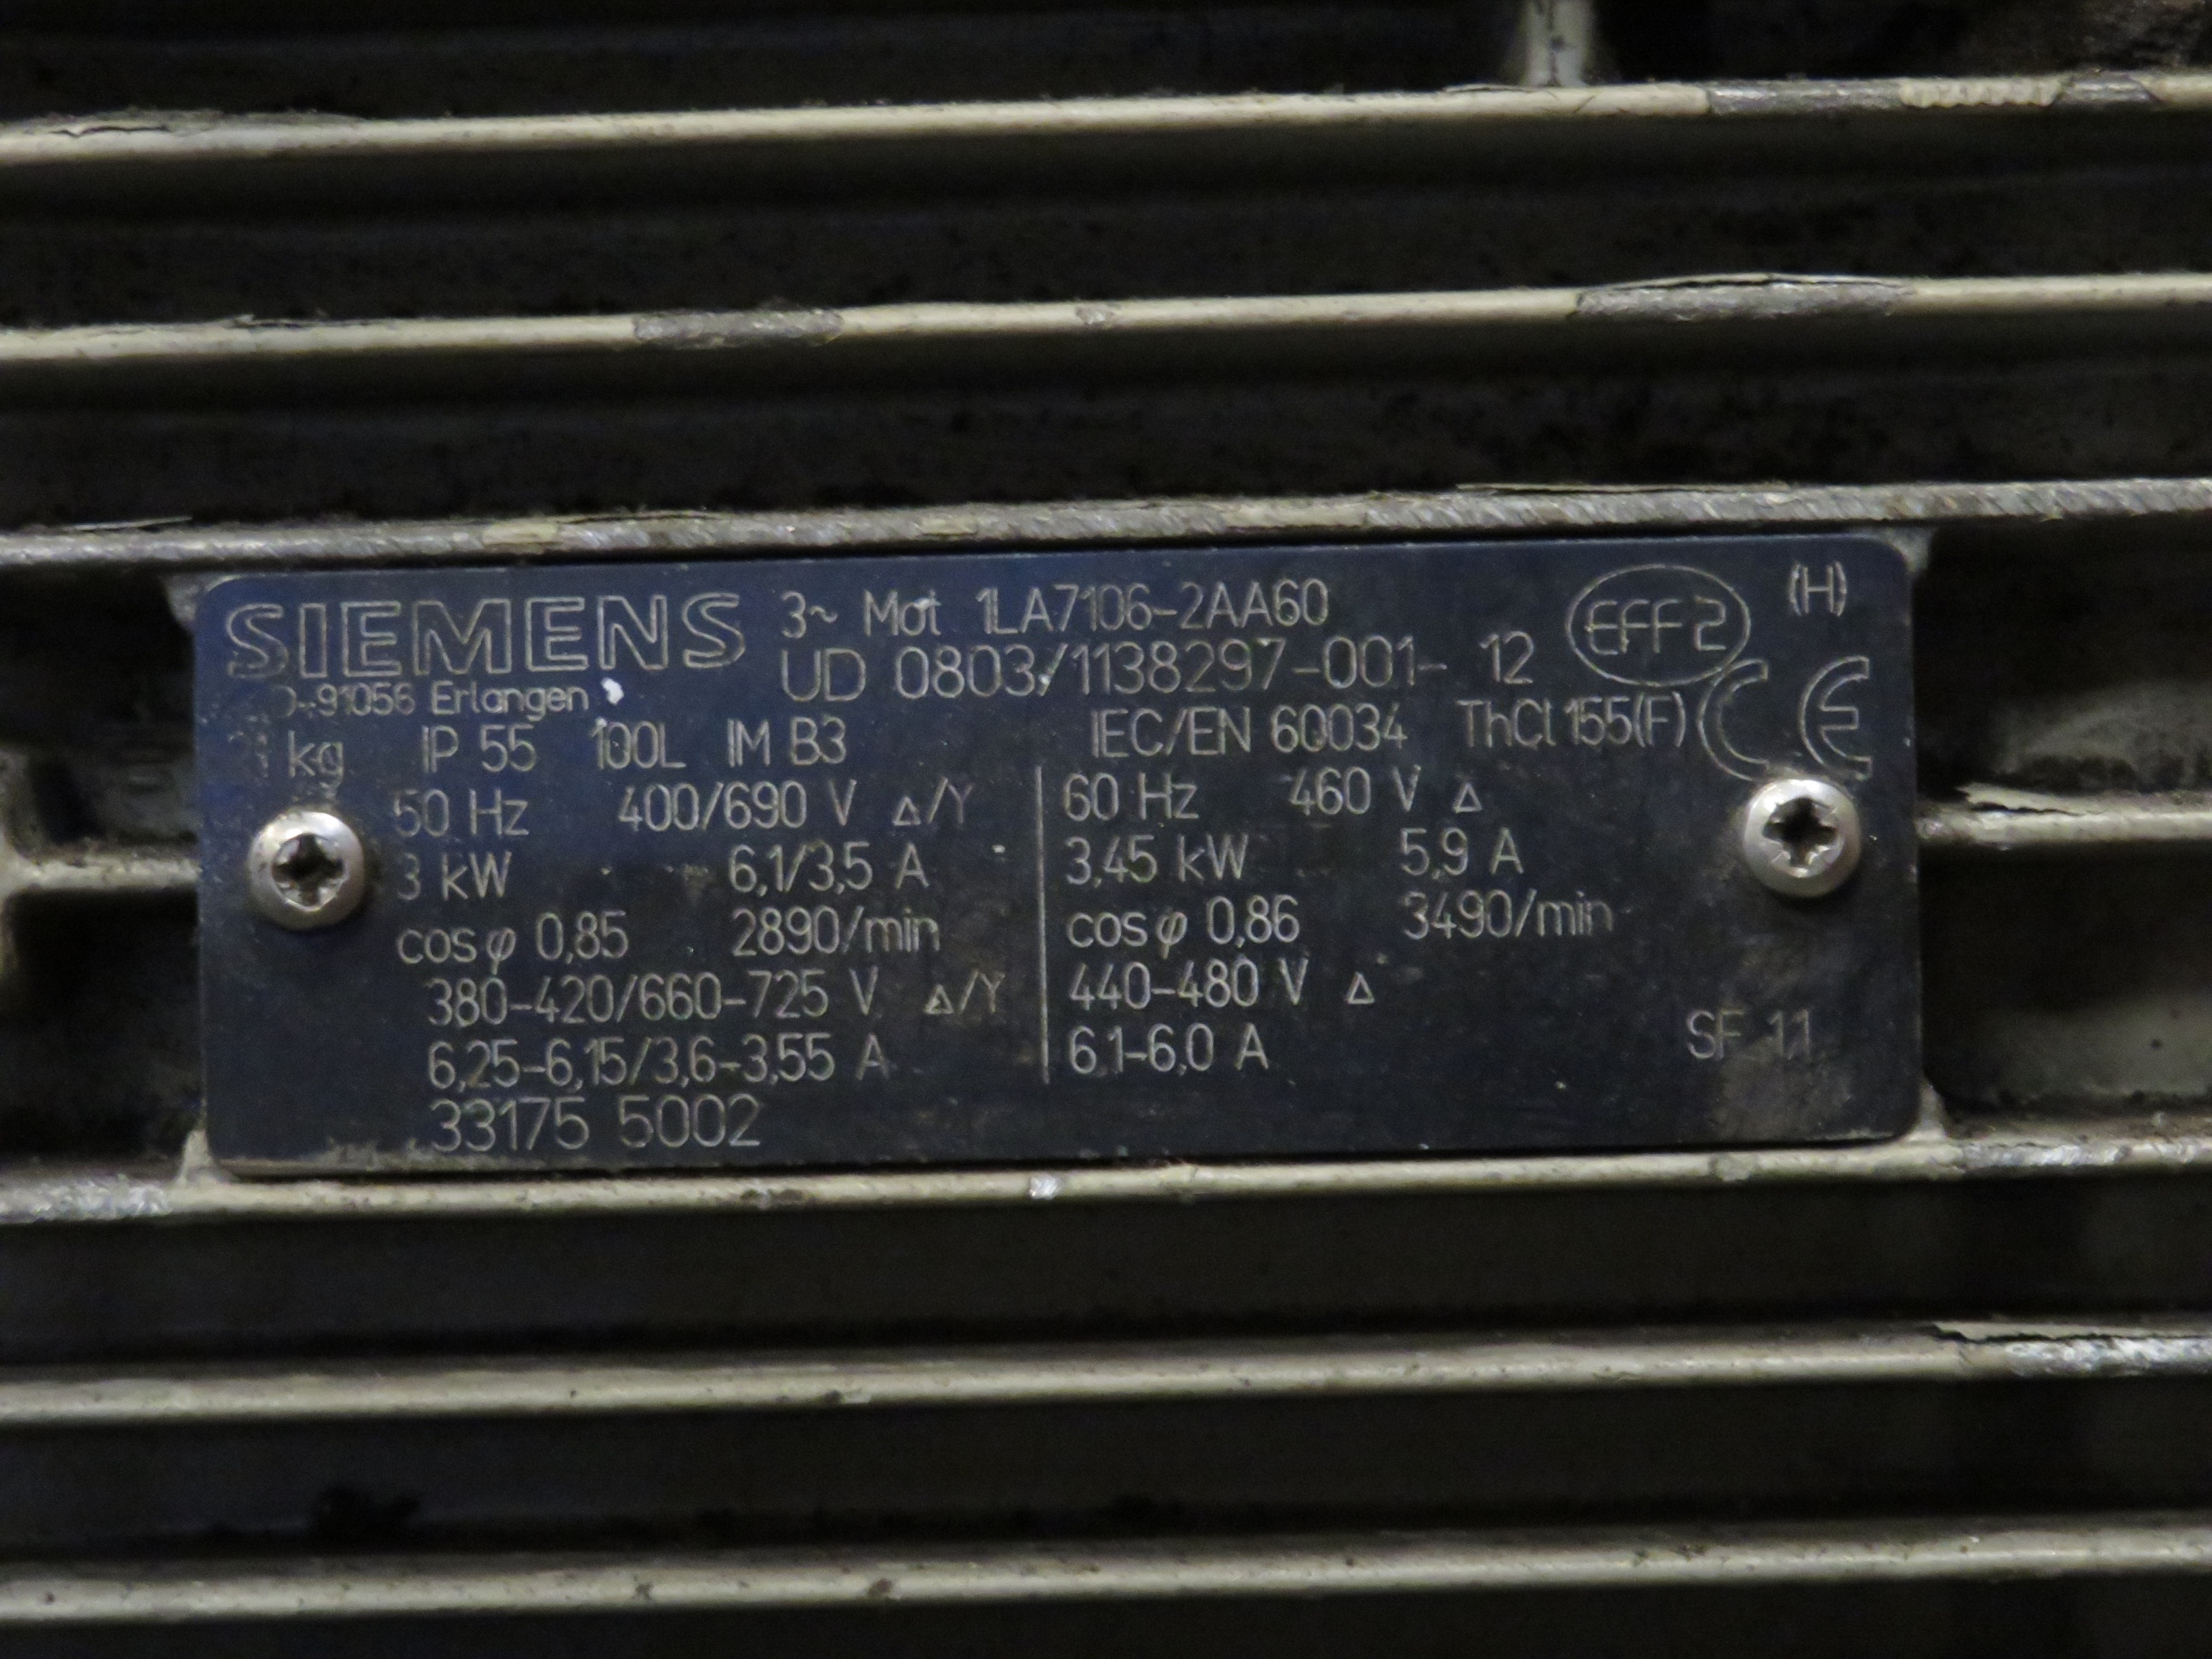 SIEMENS 3~ Mot 1LA7106-2AA60 EFF2 (H)
D-91056 Erlangen UD 0803/1138297-001- 12 CE
kg IP 55 100L IM B3 IEC/EN 60034 ThCl 155(F)
50 Hz 400/690 V △/Y 60 Hz 460 V △
3 kW 6,1/3,5 A 3,45 kW 5,9 A
cosφ 0,85 2890/min cosφ 0,86 3490/min
380-420/660-725 V △/Y 440-480 V △
6,25-6,15/3,6-3,55 A 6,1-6,0 A SF 1,1
33175 5002